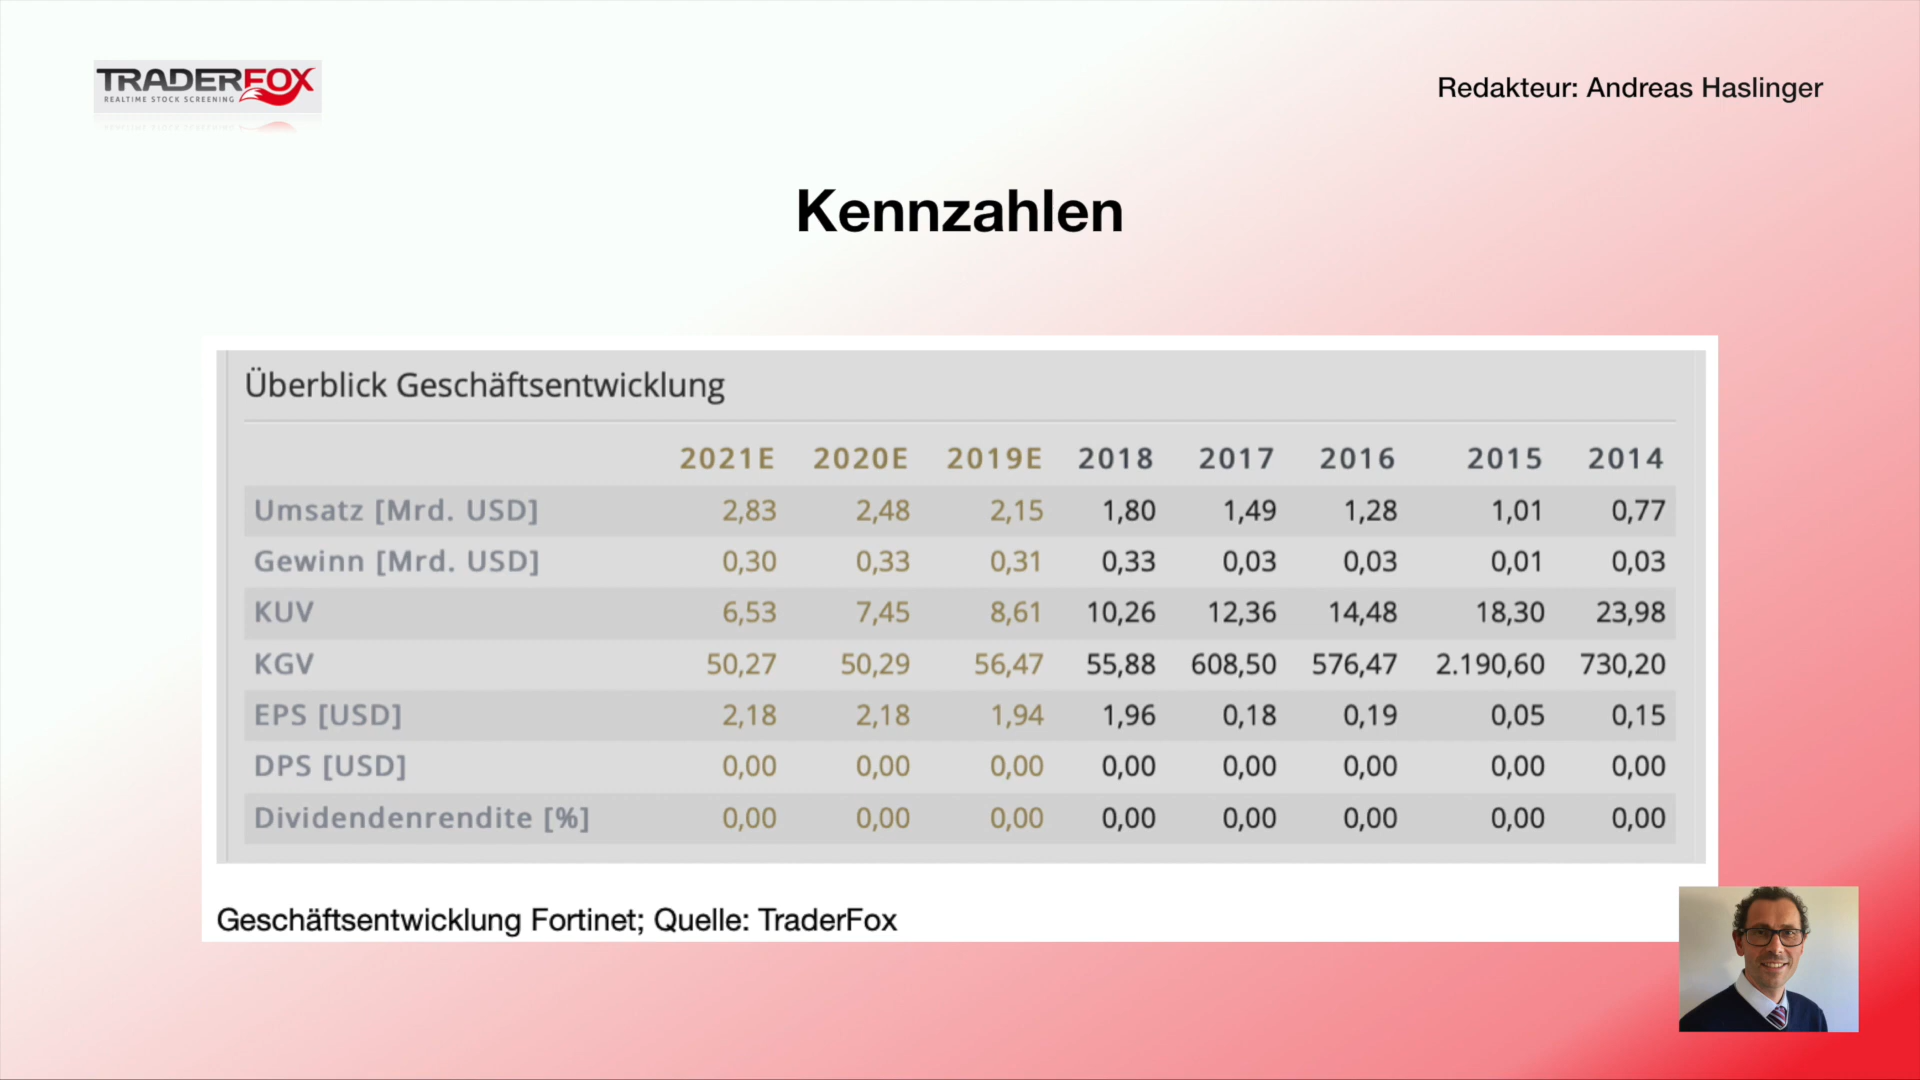 TRADERFOX
REALTIME STOCK SCREENING
Redakteur: Andreas Haslinger
Kennzahlen
Überblick Geschäftsentwicklung
2021E 2020E 2019E 2018 2017 2016 2015 2014
Umsatz [Mrd. USD] 2,83 2,48 2,15 1,80 1,49 1,28 1,01 0,77
Gewinn [Mrd. USD] 0,30 0,33 0,31 0,33 0,03 0,03 0,01 0,03
KUV 6,53 7,45 8,61 10,26 12,36 14,48 18,30 23,98
KGV 50,27 50,29 56,47 55,88 608,50 576,47 2.190,60 730,20
EPS [USD] 2,18 2,18 1,94 1,96 0,18 0,19 0,05 0,15
DPS [USD] 0,00 0,00 0,00 0,00 0,00 0,00 0,00 0,00
Dividendenrendite [%] 0,00 0,00 0,00 0,00 0,00 0,00 0,00 0,00
Geschäftsentwicklung Fortinet; Quelle: TraderFox